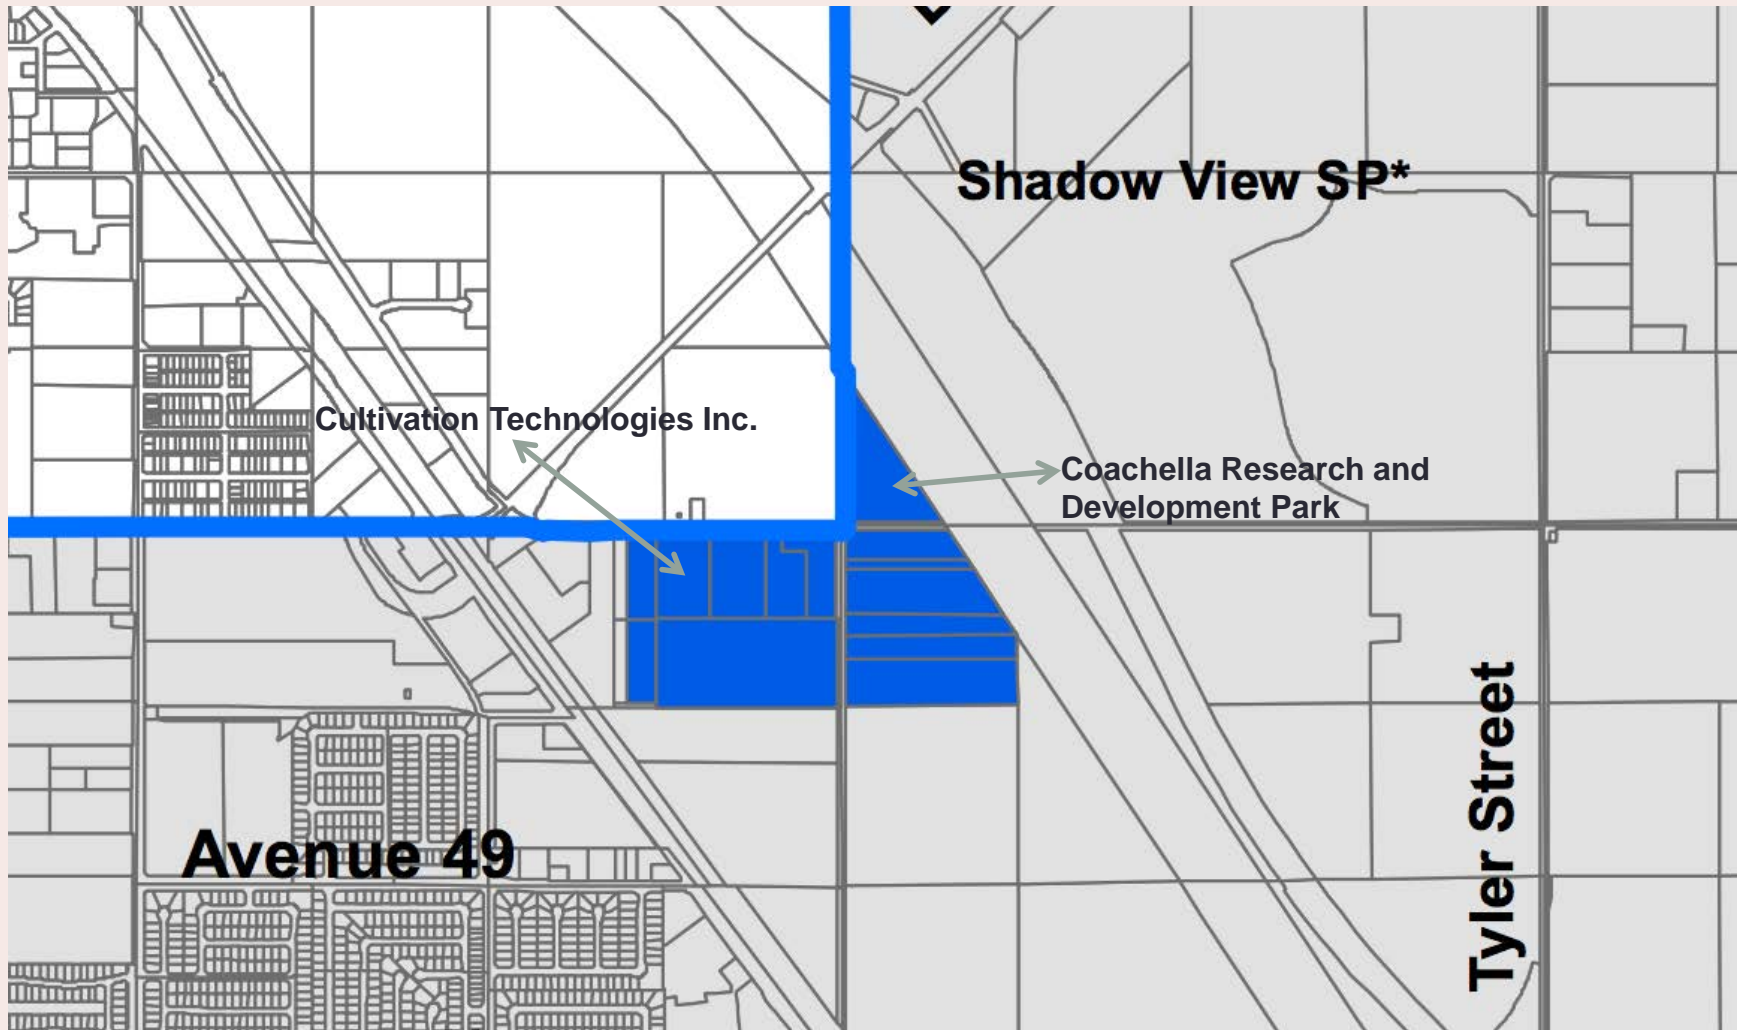 Shadow View SP*
Cultivation Technologies Inc.
Coachella Research and
Development Park
Avenue 49
Tyler Street